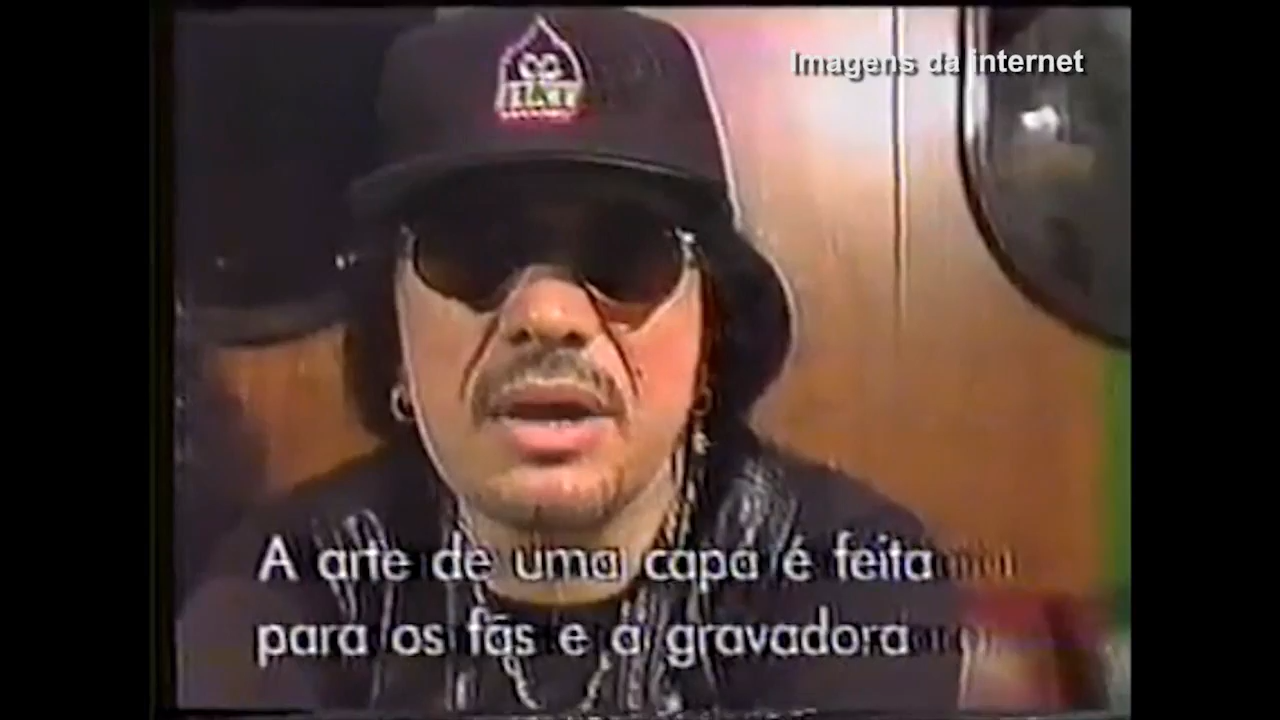 Imagens da internet
A arte de uma capa é feita
para os fãs e a gravadora